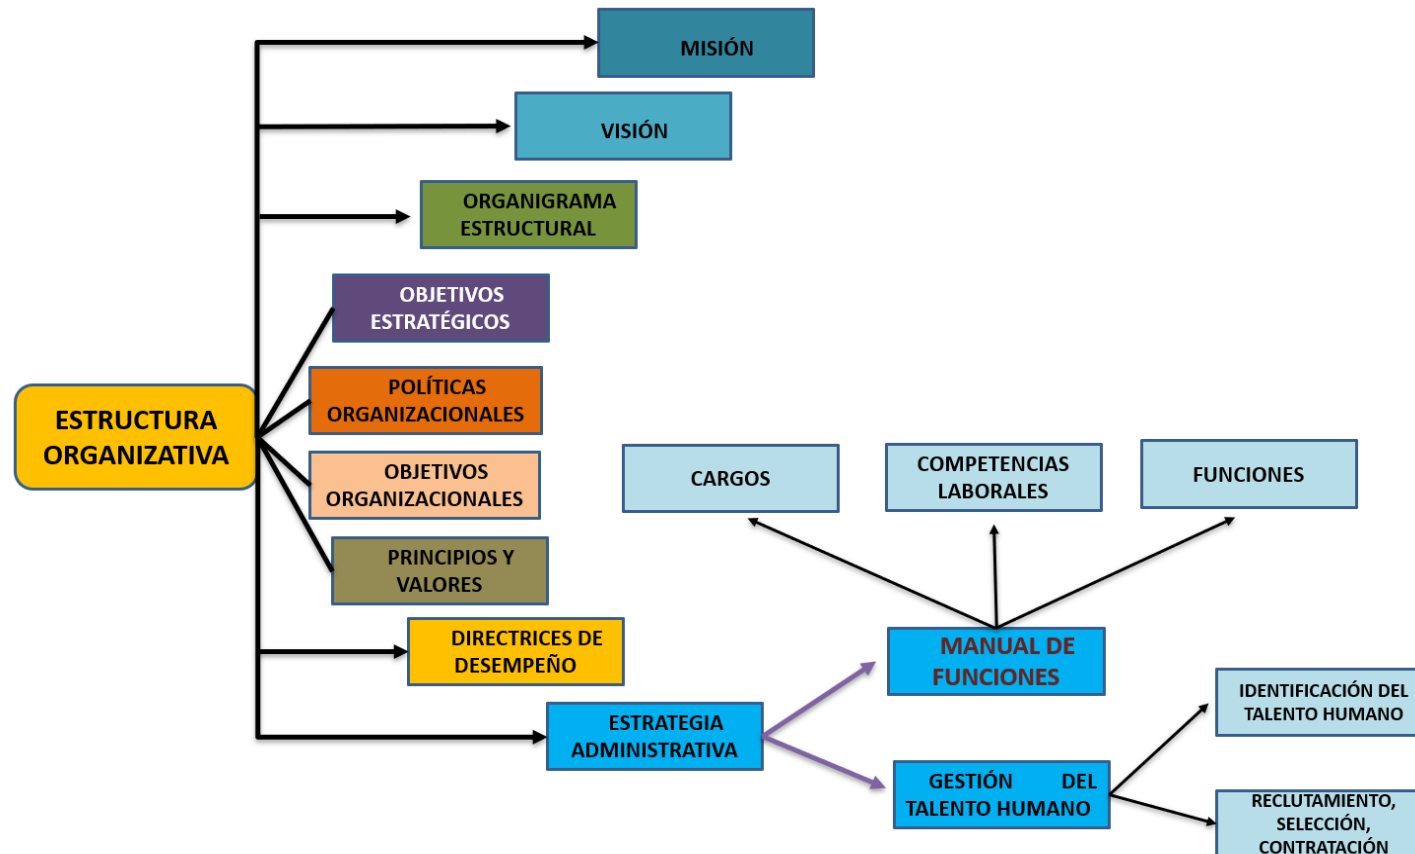 MISIÓN
VISIÓN
ORGANIGRAMA
ESTRUCTURAL
OBJETIVOS
ESTRATÉGICOS
POLÍTICAS
ORGANIZACIONALES
ESTRUCTURA
ORGANIZATIVA
OBJETIVOS
ORGANIZACIONALES
PRINCIPIOS Y
VALORES
DIRECTRICES DE
DESEMPEÑO
ESTRATEGIA
ADMINISTRATIVA
CARGOS
COMPETENCIAS
LABORALES
FUNCIONES
MANUAL DE
FUNCIONES
GESTIÓN DEL
TALENTO HUMANO
IDENTIFICACIÓN DEL
TALENTO HUMANO
RECLUTAMIENTO,
SELECCIÓN,
CONTRATACIÓN